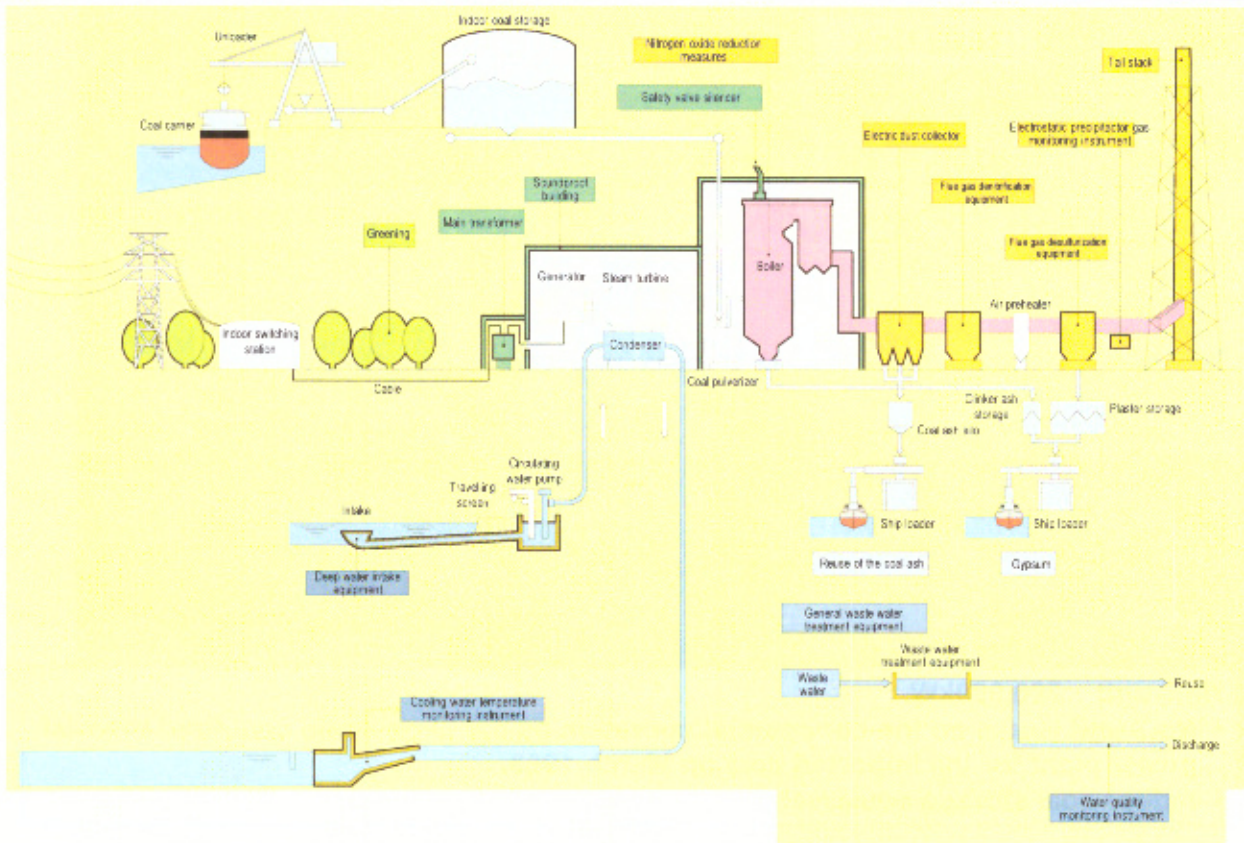 Indoor coal storage
Unloader
Nitrogen oxide reduction
measures
Tall stack
Safety valve silencer
Coal carrier
Electric dust collector
Electrostatic precipitactor gas
monitoring instrument
Soundproof
building
Flue gas dentrification
equipment
Main transformer
Greening
Flue gas desulfurization
equipment
Generator
Steam turbine
Boiler
Air preheater
Indoor switching
station
Condenser
Cable
Coal pulverizer
Clinker ash
storage
Plaster storage
Coal ash silo
Circulating
water pump
Travelling
screen
Intake
Ship loader
Ship loader
Deep water intake
equipment
Reuse of the coal ash
Gypsum
General waste water
treatment equipment
Waste water
treatment equipment
Waste
water
Reuse
Cooling water temperature
monitoring instrument
Discharge
Water quality
monitoring instrument